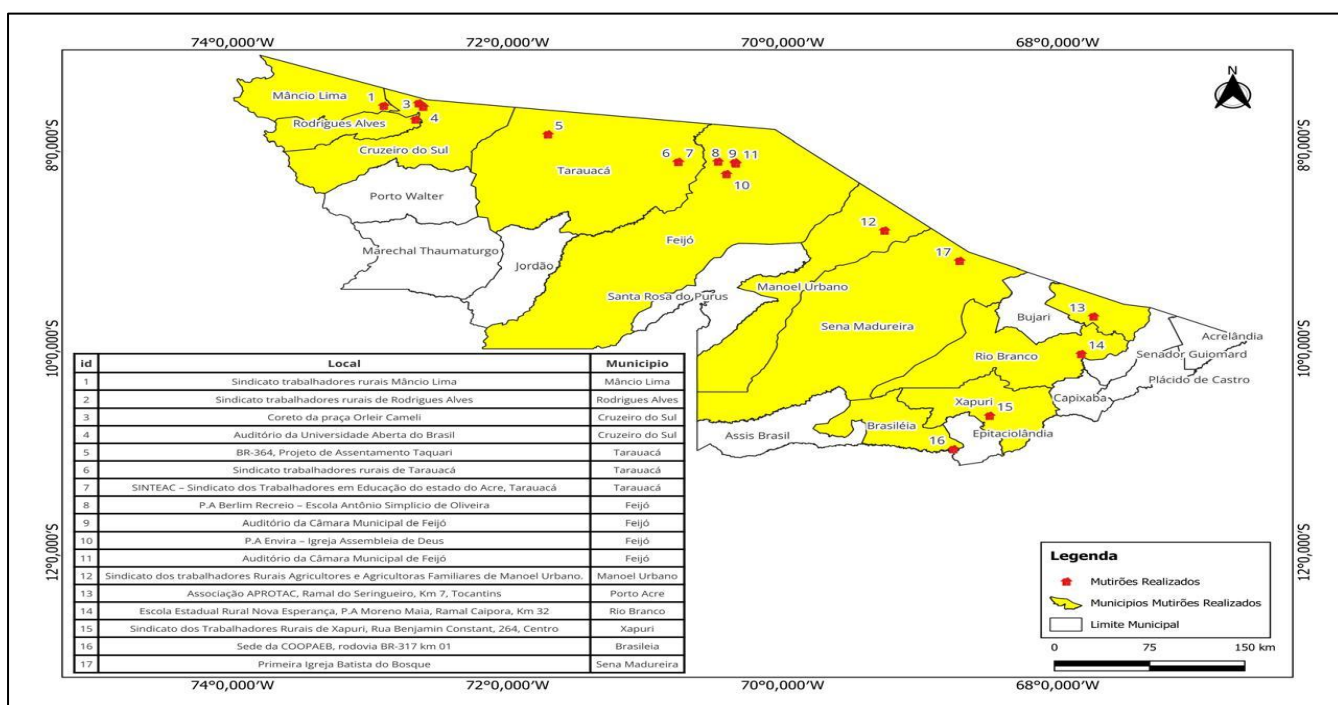 74°0,000'W 72°0,000'W 70°0,000'W 68°0,000'W
N
Mâncio Lima 1 3
Rodrigues Alves 4
8°0,000'S 8°0,000'S
Cruzeiro do Sul 5
Tarauacá 6 7 8 9 11
10
Porto Walter
Marechal Thaumaturgo
Jordão
Feijó
12
17
Santa Rosa do Purus
Manoel Urbano
Sena Madureira
Bujari
13
Acrelândia
14
Senador Guiomard
Rio Branco
10°0,000'S 10°0,000'S
Plácido de Castro
Capixaba
Xapuri 15
Brasiléia
Epitaciolândia
Assis Brasil
16
id Local Municipio
1 Sindicato trabalhadores rurais Mâncio Lima Mâncio Lima
2 Sindicato trabalhadores rurais de Rodrigues Alves Rodrigues Alves
3 Coreto da praça Orleir Cameli Cruzeiro do Sul
4 Auditório da Universidade Aberta do Brasil Cruzeiro do Sul
5 BR-364, Projeto de Assentamento Taquari Tarauacá
6 Sindicato trabalhadores rurais de Tarauacá Tarauacá
7 SINTEAC – Sindicato dos Trabalhadores em Educação do estado do Acre, Tarauacá Tarauacá
8 P.A Berlim Recreio – Escola Antônio Simplicio de Oliveira Feijó
9 Auditório da Câmara Municipal de Feijó Feijó
10 P.A Envira – Igreja Assembleia de Deus Feijó
11 Auditório da Câmara Municipal de Feijó Feijó
12 Sindicato dos trabalhadores Rurais Agricultores e Agricultoras Familiares de Manoel Urbano. Manoel Urbano
13 Associação APROTAC, Ramal do Seringueiro, Km 7, Tocantins Porto Acre
14 Escola Estadual Rural Nova Esperança, P.A Moreno Maia, Ramal Caipora, Km 32 Rio Branco
15 Sindicato dos Trabalhadores Rurais de Xapuri, Rua Benjamin Constant, 264, Centro Xapuri
16 Sede da COOPAEB, rodovia BR-317 km 01 Brasileia
17 Primeira Igreja Batista do Bosque Sena Madureira
12°0,000'S 12°0,000'S
Legenda
Mutirões Realizados
Municipios Mutirões Realizados
Limite Municipal
0 75 150 km
74°0,000'W 72°0,000'W 70°0,000'W 68°0,000'W